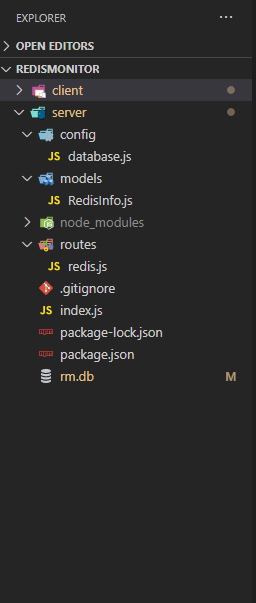 EXPLORER
OPEN EDITORS
REDISMONITOR
client
server
config
JS database.js
models
JS RedisInfo.js
node_modules
routes
JS redis.js
.gitignore
JS index.js
package-lock.json
package.json
rm.db M